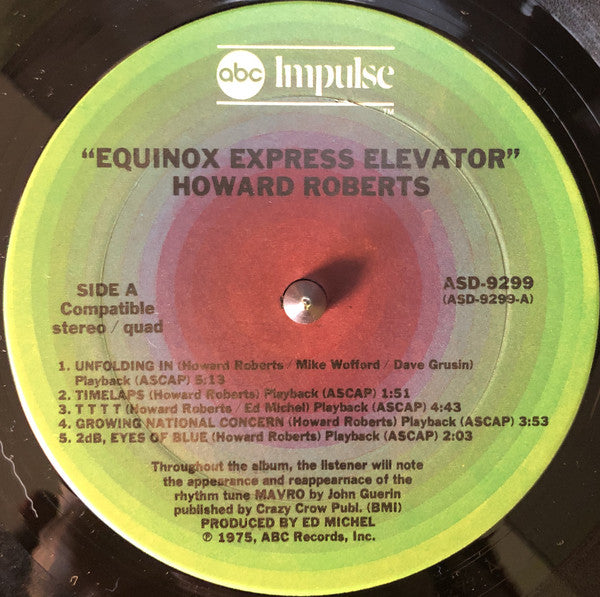 abc Impulse
TM
"EQUINOX EXPRESS ELEVATOR"
HOWARD ROBERTS
SIDE A
Compatible
stereo / quad
ASD-9299
(ASD-9299-A)
1. UNFOLDING IN (Howard Roberts / Mike Wofford / Dave Grusin)
Playback (ASCAP) 5:13
2. TIMELAPS (Howard Roberts) Playback (ASCAP) 1:51
3. T T T T (Howard Roberts / Ed Michel) Playback (ASCAP) 4:43
4. GROWING NATIONAL CONCERN (Howard Roberts) Playback (ASCAP) 3:53
5. 2dB, EYES OF BLUE (Howard Roberts) Playback (ASCAP) 2:03
Throughout the album, the listener will note
the appearance and reappearnace of the
rhythm tune MAVRO by John Guerin
published by Crazy Crow Publ. (BMI)
PRODUCED BY ED MICHEL
℗ 1975, ABC Records, Inc.